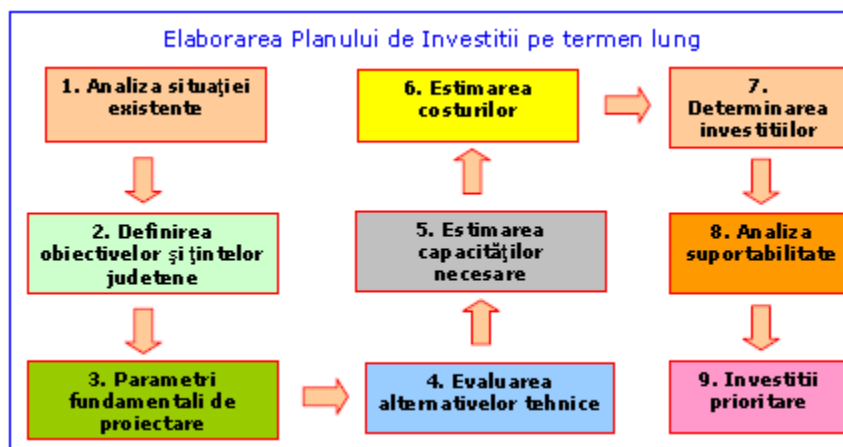 Elaborarea Planului de Investitii pe termen lung
1. Analiza situaţiei
existente
2. Definirea
obiectivelor şi ţintelor
judetene
3. Parametri
fundamentali de
proiectare
4. Evaluarea
alternativelor tehnice
5. Estimarea
capacităţilor
necesare
6. Estimarea
costurilor
7.
Determinarea
investitiilor
8. Analiza
suportabilitate
9. Investitii
prioritare